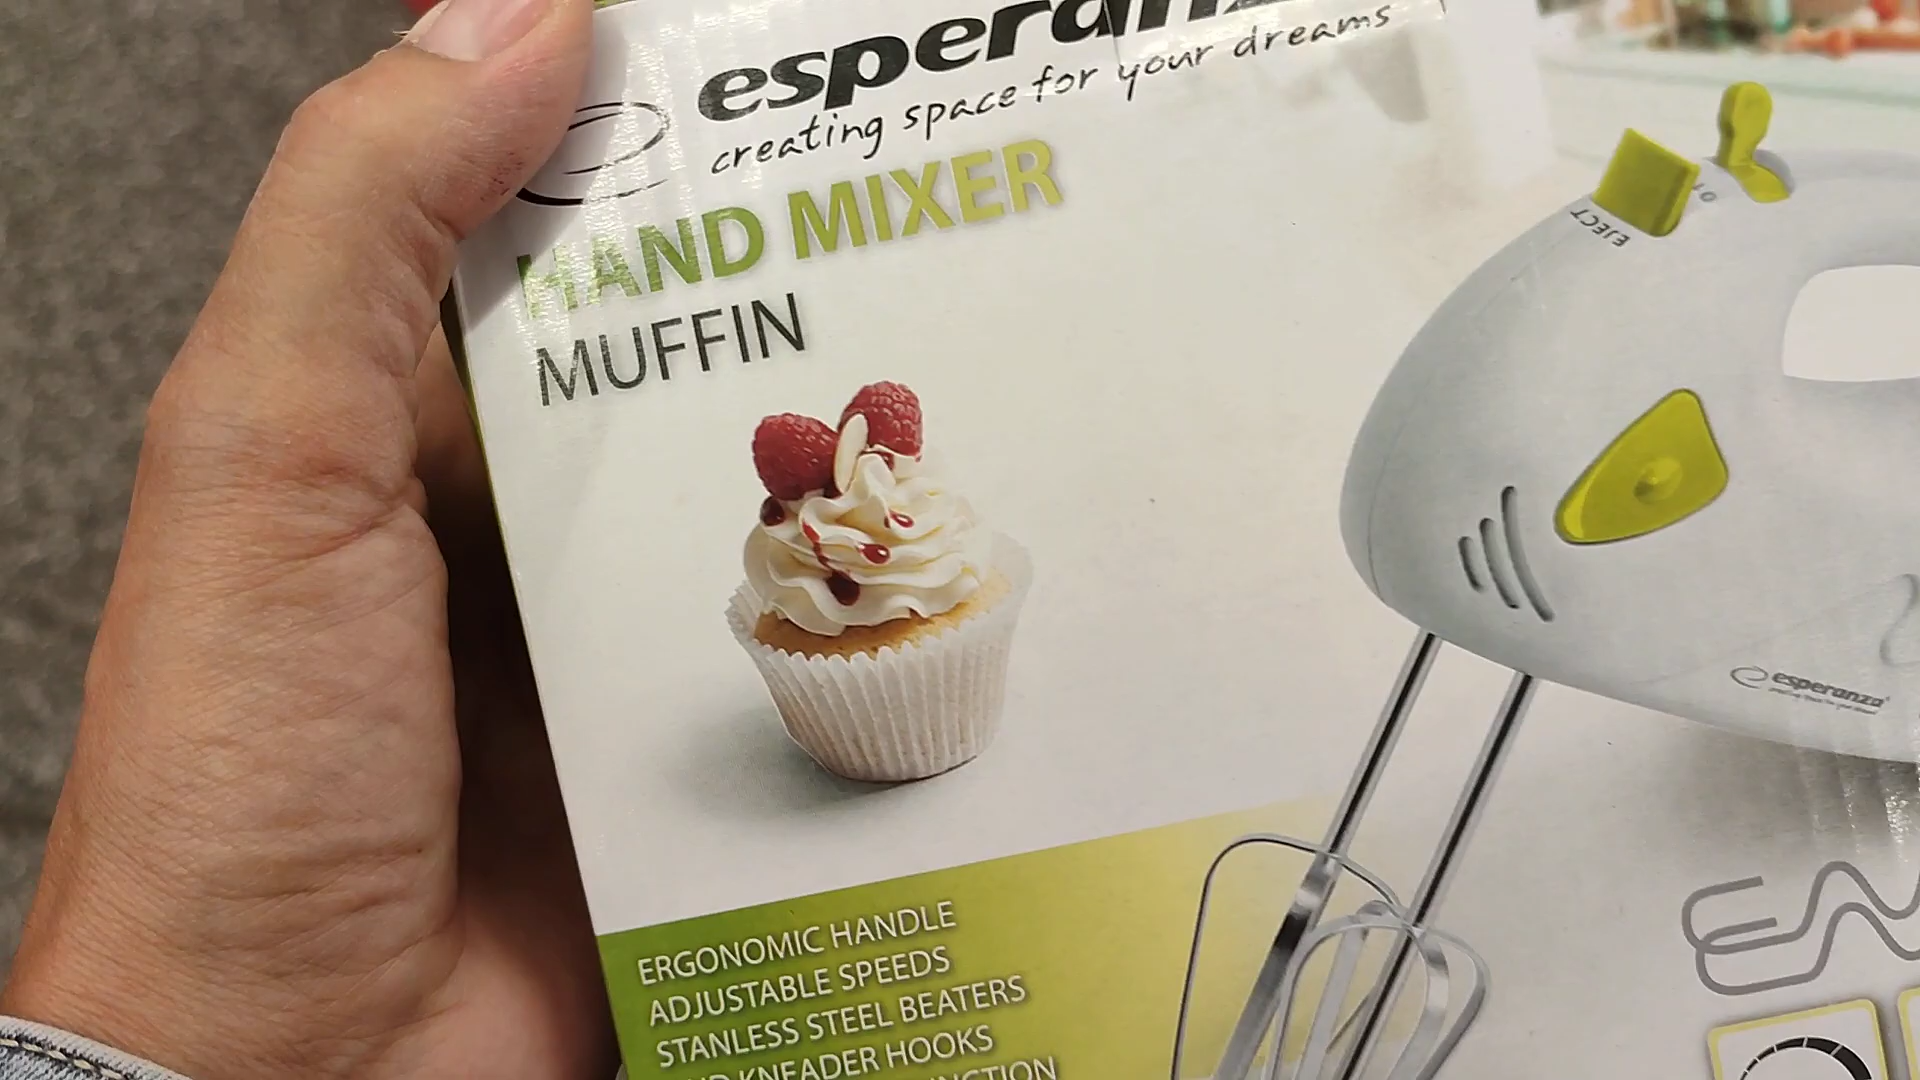 esperanza
creating space for your dreams
HAND MIXER
MUFFIN
EJECT
esperanza
ERGONOMIC HANDLE
ADJUSTABLE SPEEDS
STANLESS STEEL BEATERS
KNEADER HOOKS